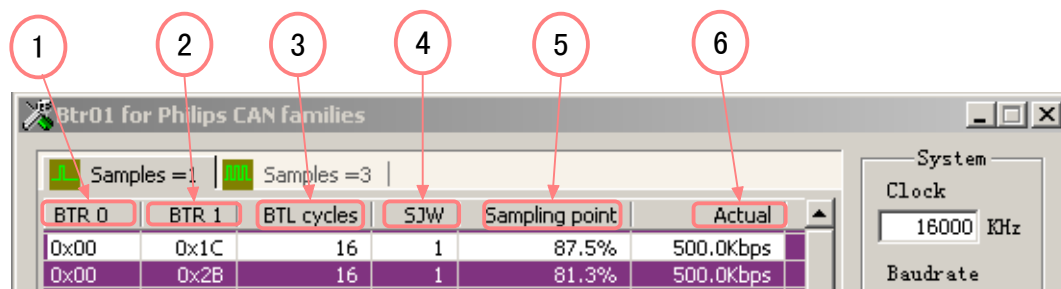 1 2 3 4 5 6
Btr01 for Philips CAN families
Samples =1 Samples =3
System
Clock
BTR 0 BTR 1 BTL cycles SJW Sampling point Actual
16000 KHz
0x00 0x1C 16 1 87.5% 500.0Kbps
0x00 0x2B 16 1 81.3% 500.0Kbps
Baudrate